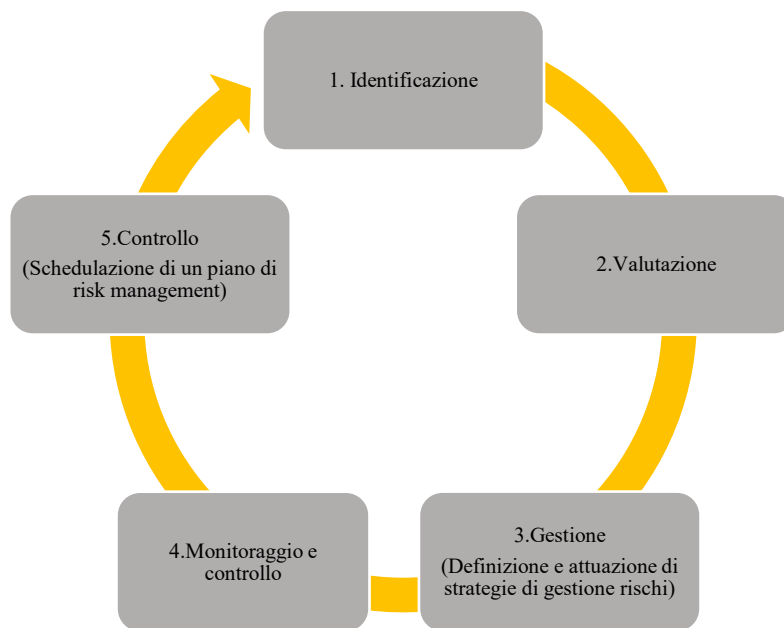 1. Identificazione
2.Valutazione
3.Gestione
(Definizione e attuazione di
strategie di gestione rischi)
4.Monitoraggio e
controllo
5.Controllo
(Schedulazione di un piano di
risk management)